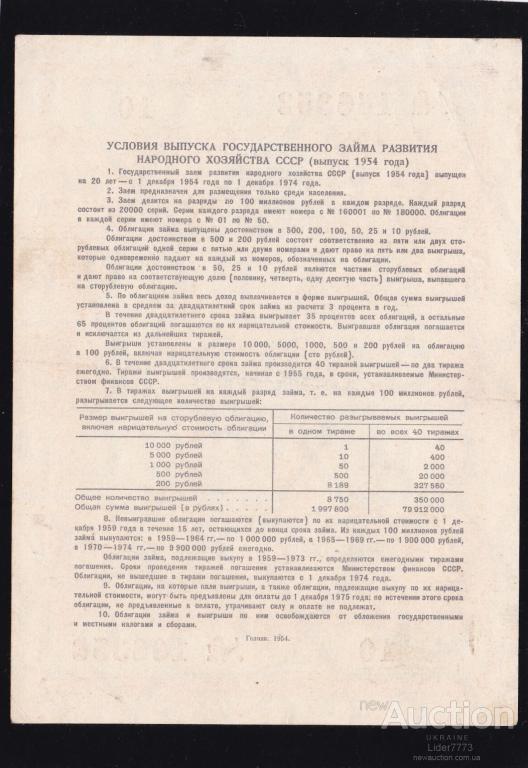 УСЛОВИЯ ВЫПУСКА ГОСУДАРСТВЕННОГО ЗАЙМА РАЗВИТИЯ
НАРОДНОГО ХОЗЯЙСТВА СССР (выпуск 1954 года)
1. Государственный заем развития народного хозяйства СССР (выпуск 1954 года) выпущен
на 20 лет — с 1 декабря 1954 года по 1 декабря 1974 года.
2. Заем предназначен для размещения только среди населения.
3. Заем делится на разряды по 100 миллионов рублей в каждом разряде. Каждый разряд
состоит из 20000 серий. Серии каждого разряда имеют номера с № 160001 по № 180000. Облигации
в каждой серии имеют номера с № 01 по № 50.
4. Облигации займа выпущены достоинством в 500, 200, 100, 50, 25 и 10 рублей.
Облигации достоинством в 500 и 200 рублей состоят соответственно из пяти или двух сто-
рублевых облигаций одной серии с пятью или двумя номерами и дают право на пять или два выигрыша,
которые одновременно падают на каждый из номеров, обозначенных на облигации.
Облигации достоинством в 50, 25 и 10 рублей являются частями сторублевых облигаций
и дают право на соответствующую долю (половину, четверть, одну десятую часть) выигрыша, выпавшего
на сторублевую облигацию.
5. По облигациям займа весь доход выплачивается в форме выигрышей. Общая сумма выигрышей
установлена в среднем за двадцатилетний срок займа из расчета 3 процента в год.
В течение двадцатилетнего срока займа выигрывает 35 процентов всех облигаций, а остальные
65 процентов облигаций погашаются по их нарицательной стоимости. Выигравшая облигация погашается
и исключается из дальнейших тиражей.
Выигрыши установлены в размере 10 000, 5000, 1000, 500 и 200 рублей на облигацию
в 100 рублей, включая нарицательную стоимость облигации (сто рублей).
6. В течение двадцатилетнего срока займа производится 40 тиражей выигрышей — по два тиража
ежегодно. Тиражи выигрышей производятся, начиная с 1955 года, в сроки, устанавливаемые Министер-
ством финансов СССР.
7. В тиражах выигрышей на каждый разряд займа, т. е. на каждые 100 миллионов рублей,
разыгрывается следующее количество выигрышей:
Размер выигрышей на сторублевую облигацию, включая нарицательную стоимость облигации
Количество разыгрываемых выигрышей
в одном тираже во всех 40 тиражах
10 000 рублей 1 40
5 000 рублей 10 400
1 000 рублей 50 2 000
500 рублей 500 20 000
200 рублей 8 189 327 560
Общее количество выигрышей . . . . . . . . 8 750 350 000
Общая сумма выигрышей (в рублях) . . . . . 1 997 800 79 912 000
8. Невыигравшие облигации погашаются (выкупаются) по их нарицательной стоимости с 1 де-
кабря 1959 года в течение 15 лет, остающихся до конца срока займа. Из каждых 100 миллионов рублей
займа выкупаются: в 1959—1964 гг.— по 1 000 000 рублей, в 1965—1969 гг.— по 1 900 000 рублей,
в 1970—1974 гг.— по 9 900 000 рублей ежегодно.
Облигации займа, подлежащие выкупу в 1959—1973 гг., определяются ежегодными тиражами
погашения. Сроки проведения тиражей погашения устанавливаются Министерством финансов СССР.
Облигации, не вышедшие в тиражи погашения, выкупаются с 1 декабря 1974 года.
9. Облигации, на которые пали выигрыши, а также облигации, подлежащие выкупу по их нарица-
тельной стоимости, могут быть предъявлены для оплаты до 1 декабря 1975 года; по истечении этого срока
облигации, не предъявленные к оплате, утрачивают силу и оплате не подлежат.
10. Облигации займа и выигрыши по ним освобождаются от обложения государственными
и местными налогами и сборами.
Гознак. 1954.
new
Auction
UKRAINE
Lider7773
newauction.com.ua